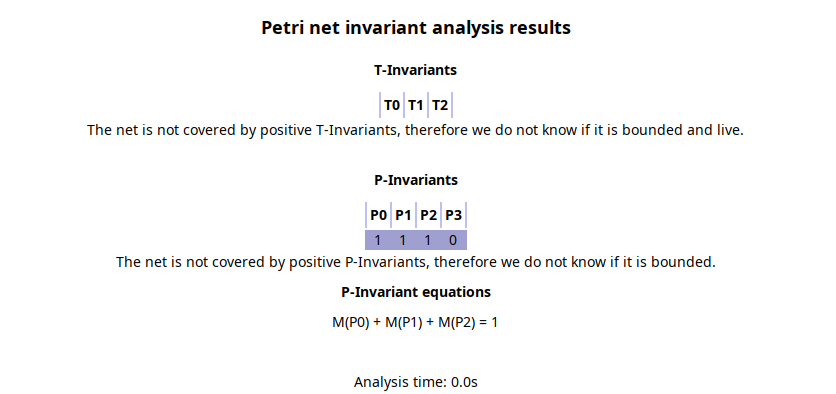 Petri net invariant analysis results
T-Invariants
T0 T1 T2
The net is not covered by positive T-Invariants, therefore we do not know if it is bounded and live.
P-Invariants
P0 P1 P2 P3
1 1 1 0
The net is not covered by positive P-Invariants, therefore we do not know if it is bounded.
P-Invariant equations
M(P0) + M(P1) + M(P2) = 1
Analysis time: 0.0s